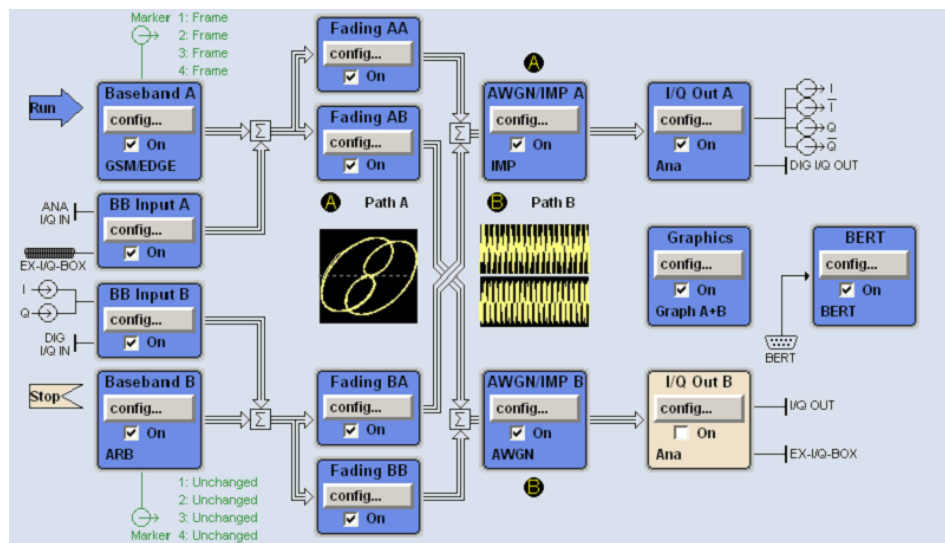 Marker 1: Frame
2: Frame
3: Frame
4: Frame
Run
Baseband A
config...
On
GSM/EDGE
Fading AA
config...
On
Fading AB
config...
On
A
AWGN/IMP A
config...
On
IMP
I/Q Out A
config...
On
Ana
I
I
Q
Q
DIG I/Q OUT
ANA
I/Q IN
EX-I/Q-BOX
BB Input A
config...
On
A Path A
B Path B
Graphics
config...
On
Graph A+B
BERT
config...
On
BERT
BERT
I
Q
DIG
I/Q IN
BB Input B
config...
On
Stop
Baseband B
config...
On
ARB
Fading BA
config...
On
Fading BB
config...
On
AWGN/IMP B
config...
On
AWGN
B
I/Q Out B
config...
On
Ana
I/Q OUT
EX-I/Q-BOX
1: Unchanged
2: Unchanged
3: Unchanged
Marker 4: Unchanged
Σ
Σ
Σ
Σ